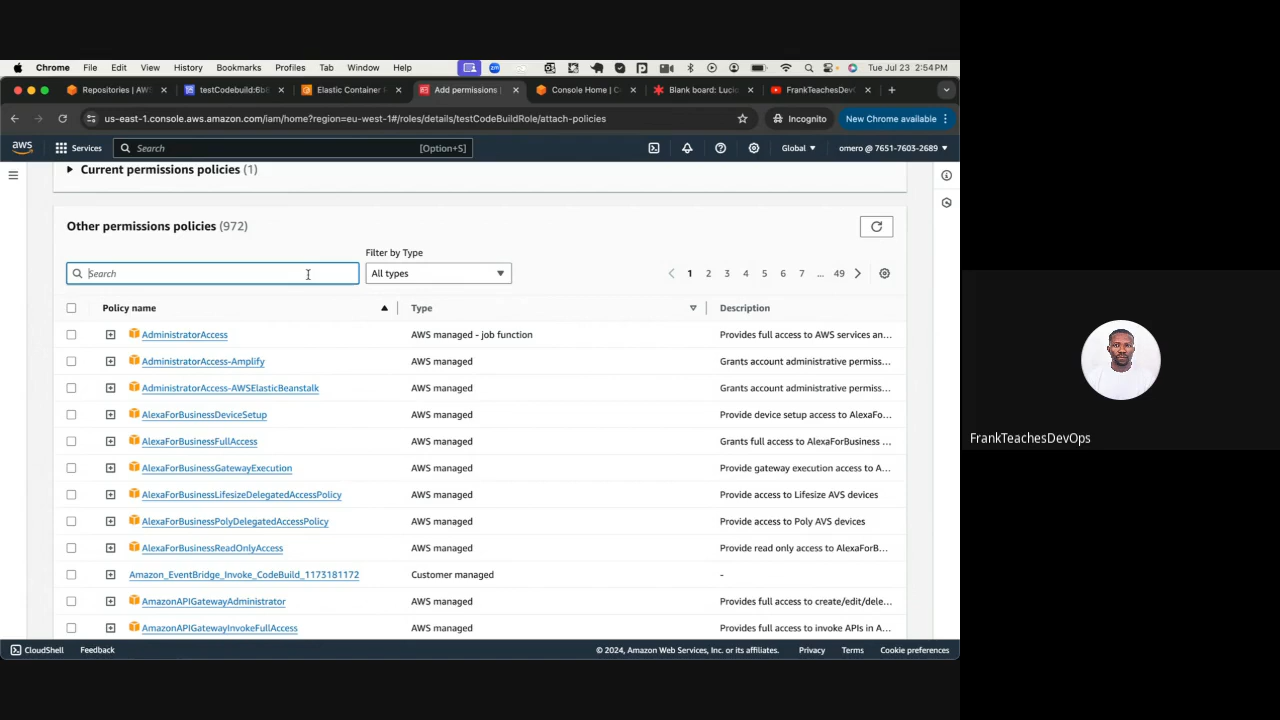 Chrome File Edit View History Bookmarks Profiles Tab Window Help Tue Jul 23 2:54 PM
Repositories | AWS testCodebuild:6b8 Elastic Container F Add permissions | Console Home | C Blank board: Lucid FrankTeachesDev
us-east-1.console.aws.amazon.com/iam/home?region=eu-west-1#/roles/details/testCodeBuildRole/attach-policies Incognito New Chrome available
aws Services Search [Option+S] Global omero @ 7651-7603-2689
Current permissions policies (1)
Other permissions policies (972)
Filter by Type
Search All types 1 2 3 4 5 6 7 ... 49
Policy name Type Description
AdministratorAccess AWS managed - job function Provides full access to AWS services an...
AdministratorAccess-Amplify AWS managed Grants account administrative permiss...
AdministratorAccess-AWSElasticBeanstalk AWS managed Grants account administrative permiss...
AlexaForBusinessDeviceSetup AWS managed Provide device setup access to AlexaFo...
AlexaForBusinessFullAccess AWS managed Grants full access to AlexaForBusiness ...
AlexaForBusinessGatewayExecution AWS managed Provide gateway execution access to A...
AlexaForBusinessLifesizeDelegatedAccessPolicy AWS managed Provide access to Lifesize AVS devices
AlexaForBusinessPolyDelegatedAccessPolicy AWS managed Provide access to Poly AVS devices
AlexaForBusinessReadOnlyAccess AWS managed Provide read only access to AlexaForB...
Amazon_EventBridge_Invoke_CodeBuild_1173181172 Customer managed -
AmazonAPIGatewayAdministrator AWS managed Provides full access to create/edit/dele...
AmazonAPIGatewayInvokeFullAccess AWS managed Provides full access to invoke APIs in A...
CloudShell Feedback © 2024, Amazon Web Services, Inc. or its affiliates. Privacy Terms Cookie preferences
FrankTeachesDevOps